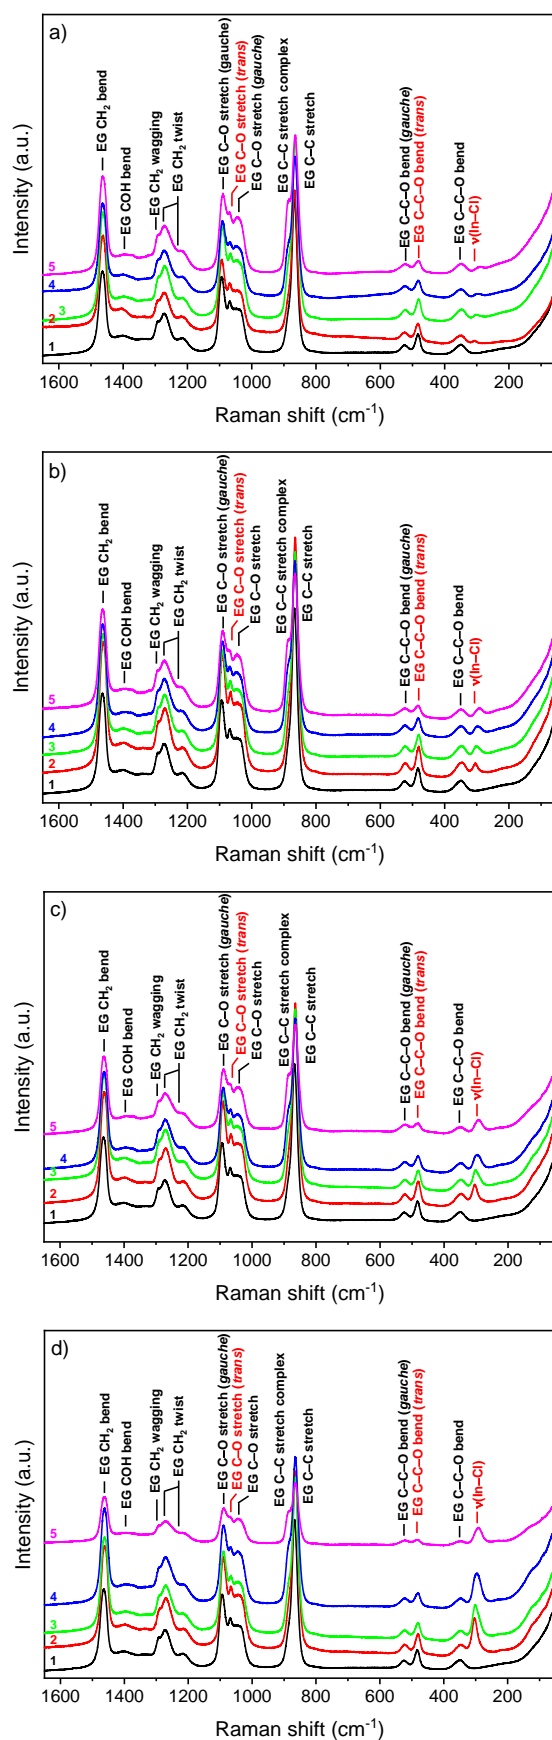 a)
Intensity (a.u.)
EG CH₂ bend
EG COH bend
EG CH₂ wagging
EG CH₂ twist
EG C–O stretch (gauche)
EG C–O stretch (trans)
EG C–O stretch (gauche)
EG C–C stretch complex
EG C–C stretch
EG C–C–O bend (gauche)
EG C–C–O bend (trans)
EG C–C–O bend
ν(In–Cl)
5
4
3
2
1
1600 1400 1200 1000 800 600 400 200
Raman shift (cm⁻¹)
b)
Intensity (a.u.)
EG CH₂ bend
EG COH bend
EG CH₂ wagging
EG CH₂ twist
EG C–O stretch (gauche)
EG C–O stretch (trans)
EG C–O stretch
EG C–C stretch complex
EG C–C stretch
EG C–C–O bend (gauche)
EG C–C–O bend (trans)
EG C–C–O bend
ν(In–Cl)
5
4
3
2
1
1600 1400 1200 1000 800 600 400 200
Raman shift (cm⁻¹)
c)
Intensity (a.u.)
EG CH₂ bend
EG COH bend
EG CH₂ wagging
EG CH₂ twist
EG C–O stretch (gauche)
EG C–O stretch (trans)
EG C–O stretch
EG C–C stretch complex
EG C–C stretch
EG C–C–O bend (gauche)
EG C–C–O bend (trans)
EG C–C–O bend
ν(In–Cl)
5
4
3
2
1
1600 1400 1200 1000 800 600 400 200
Raman shift (cm⁻¹)
d)
Intensity (a.u.)
EG CH₂ bend
EG COH bend
EG CH₂ wagging
EG CH₂ twist
EG C–O stretch (gauche)
EG C–O stretch (trans)
EG C–O stretch
EG C–C stretch complex
EG C–C stretch
EG C–C–O bend (gauche)
EG C–C–O bend (trans)
EG C–C–O bend
ν(In–Cl)
5
4
3
2
1
1600 1400 1200 1000 800 600 400 200
Raman shift (cm⁻¹)